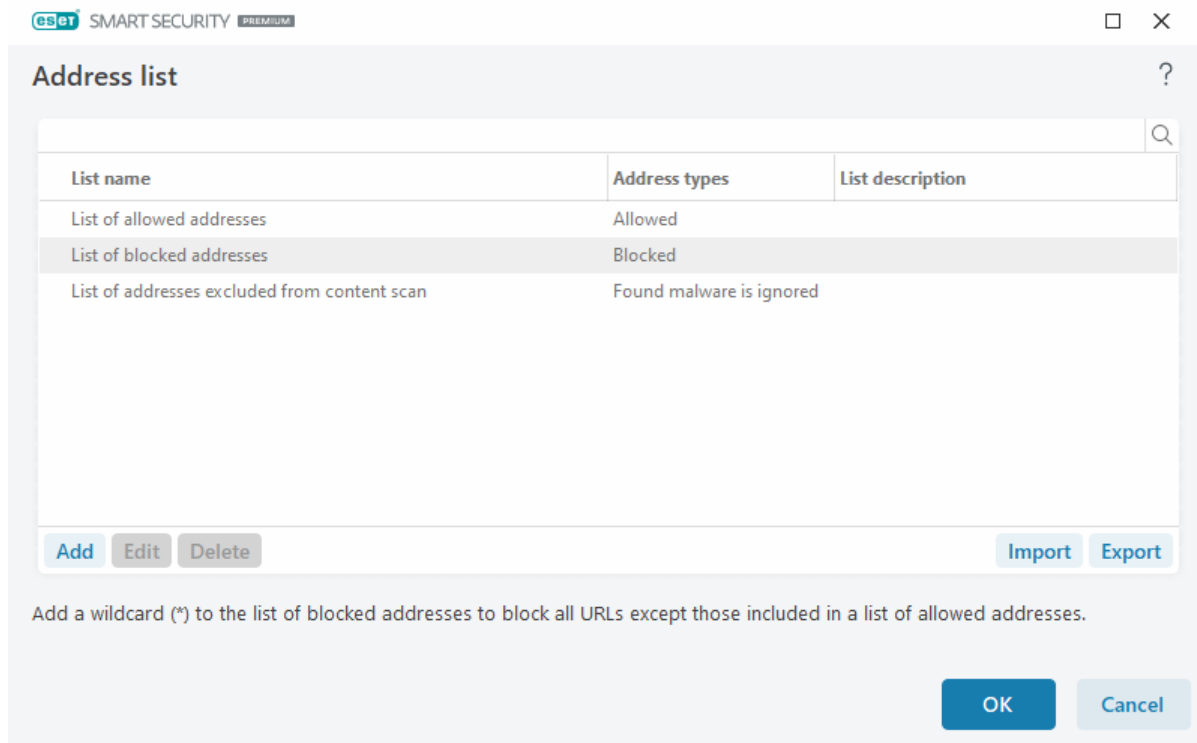 eset SMART SECURITY PREMIUM
Address list ?
List name Address types List description
List of allowed addresses Allowed
List of blocked addresses Blocked
List of addresses excluded from content scan Found malware is ignored
Add Edit Delete Import Export
Add a wildcard (*) to the list of blocked addresses to block all URLs except those included in a list of allowed addresses.
OK Cancel